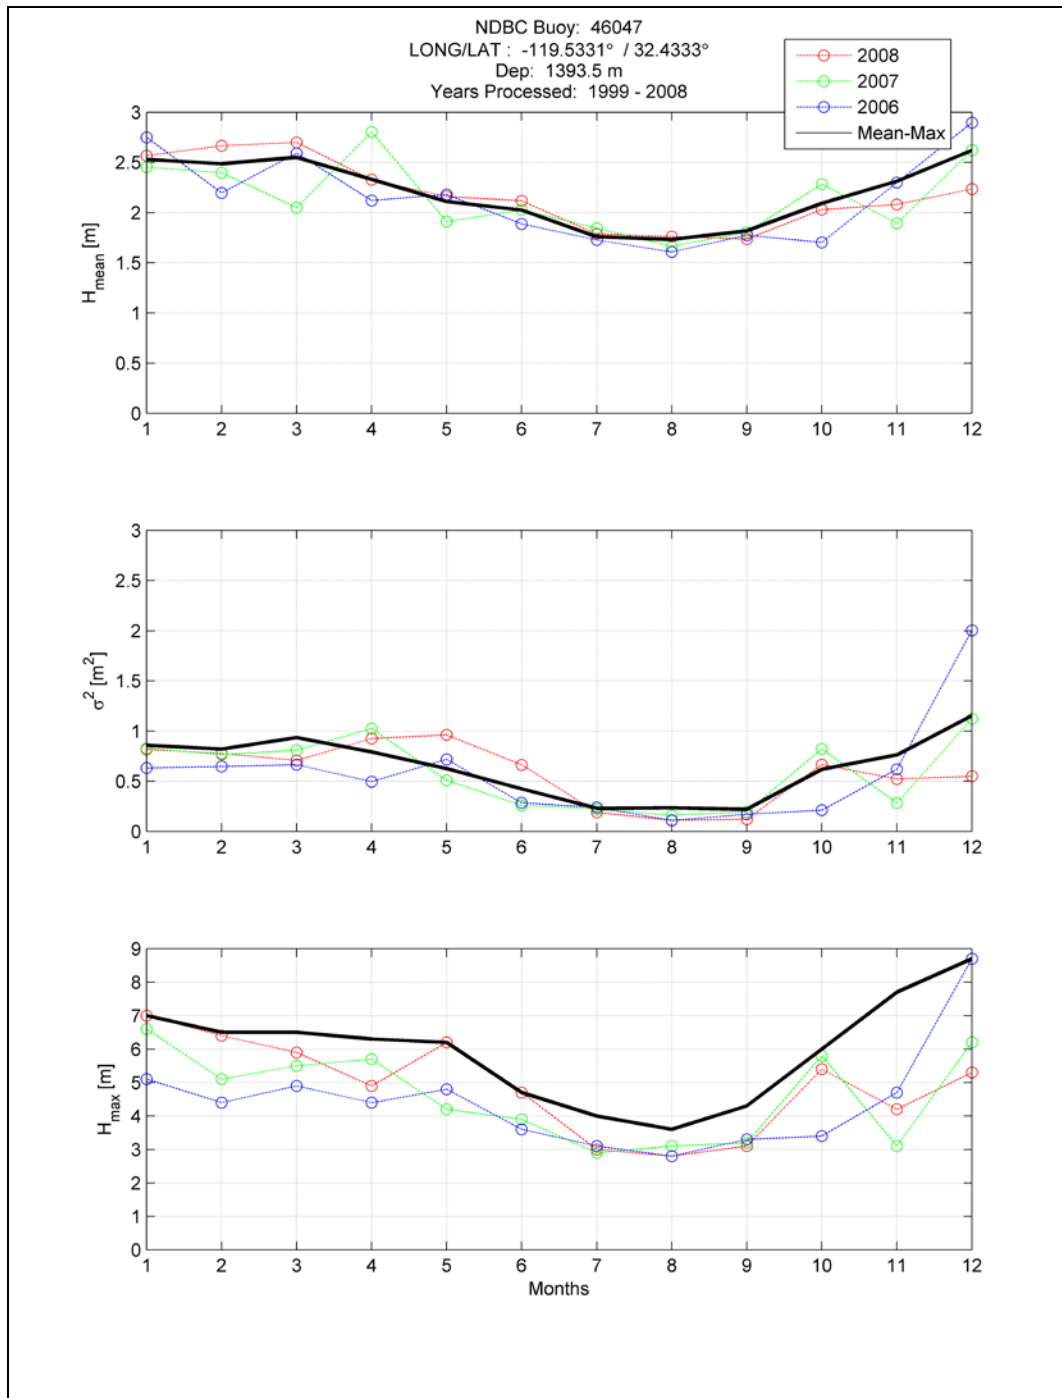 NDBC Buoy: 46047
LONG/LAT : -119.5331° / 32.4333°
Dep: 1393.5 m
Years Processed: 1999 - 2008
2008
2007
2006
Mean-Max
3
2.5
2
1.5
1
0.5
0
H_mean [m]
1 2 3 4 5 6 7 8 9 10 11 12
3
2.5
2
1.5
1
0.5
0
σ² [m²]
1 2 3 4 5 6 7 8 9 10 11 12
9
8
7
6
5
4
3
2
1
0
H_max [m]
1 2 3 4 5 6 7 8 9 10 11 12
Months